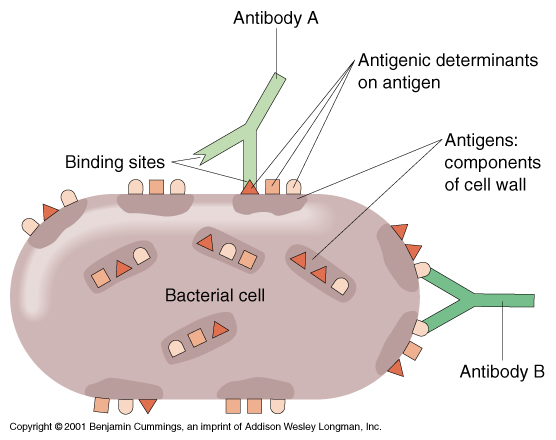 Antibody A
Antigenic determinants
on antigen
Antigens:
components
of cell wall
Binding sites
Bacterial cell
Antibody B
Copyright © 2001 Benjamin Cummings, an imprint of Addison Wesley Longman, Inc.